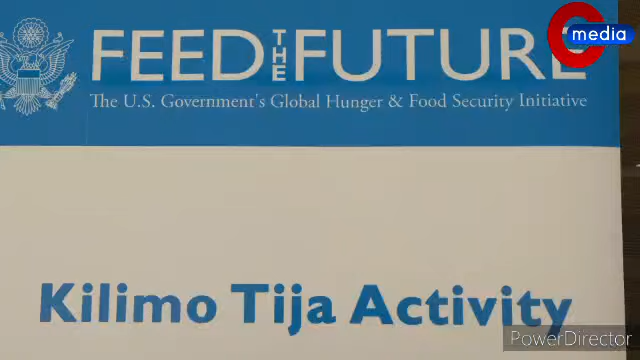 FEED THE FUTURE
media
The U.S. Government's Global Hunger & Food Security Initiative
Kilimo Tija Activity
PowerDirector